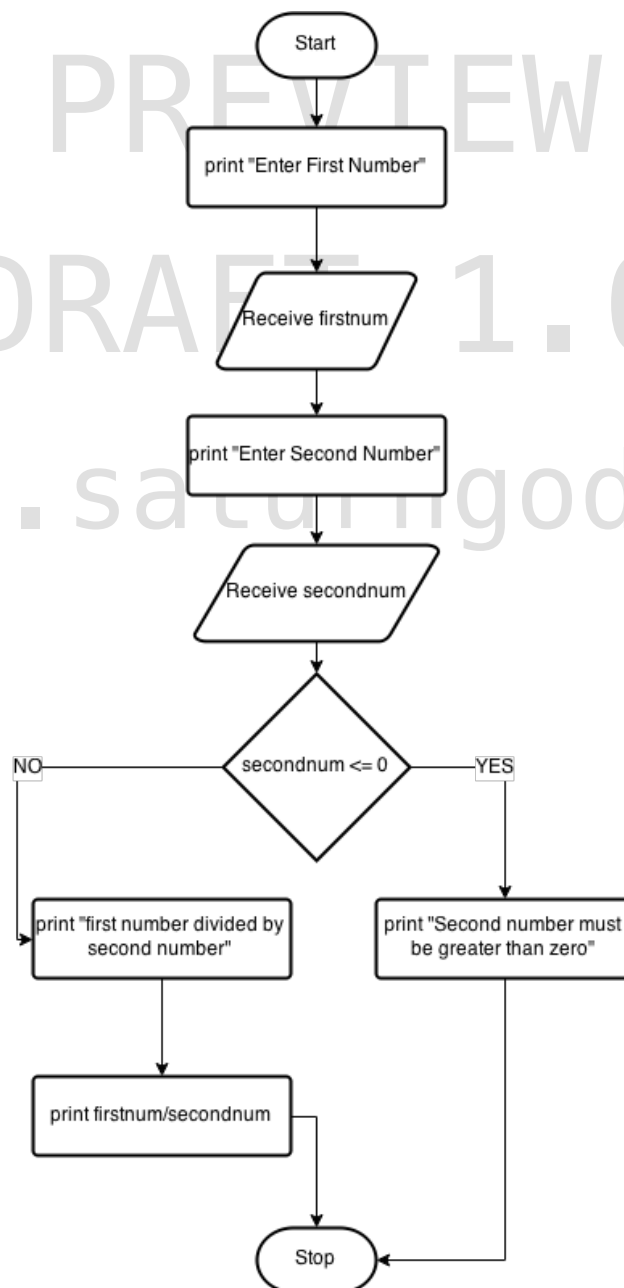 PREVIEW
DRAFT 1.0
.saturngod
Start
print "Enter First Number"
Receive firstnum
print "Enter Second Number"
Receive secondnum
secondnum <= 0
NO
YES
print "first number divided by
second number"
print "Second number must
be greater than zero"
print firstnum/secondnum
Stop